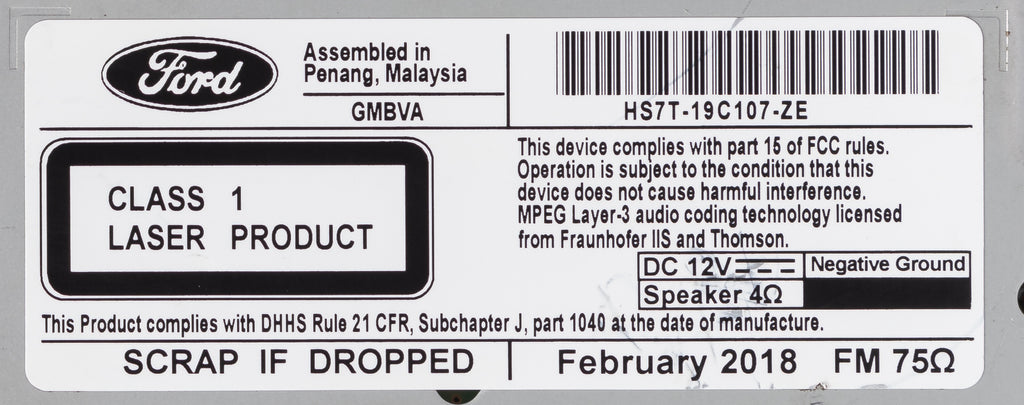 Ford
Assembled in
Penang, Malaysia
GMBVA
HS7T-19C107-ZE
CLASS 1
LASER PRODUCT
This device complies with part 15 of FCC rules.
Operation is subject to the condition that this
device does not cause harmful interference.
MPEG Layer-3 audio coding technology licensed
from Fraunhofer IIS and Thomson.
DC 12V
Negative Ground
Speaker 4Ω
This Product complies with DHHS Rule 21 CFR, Subchapter J, part 1040 at the date of manufacture.
SCRAP IF DROPPED
February 2018 FM 75Ω